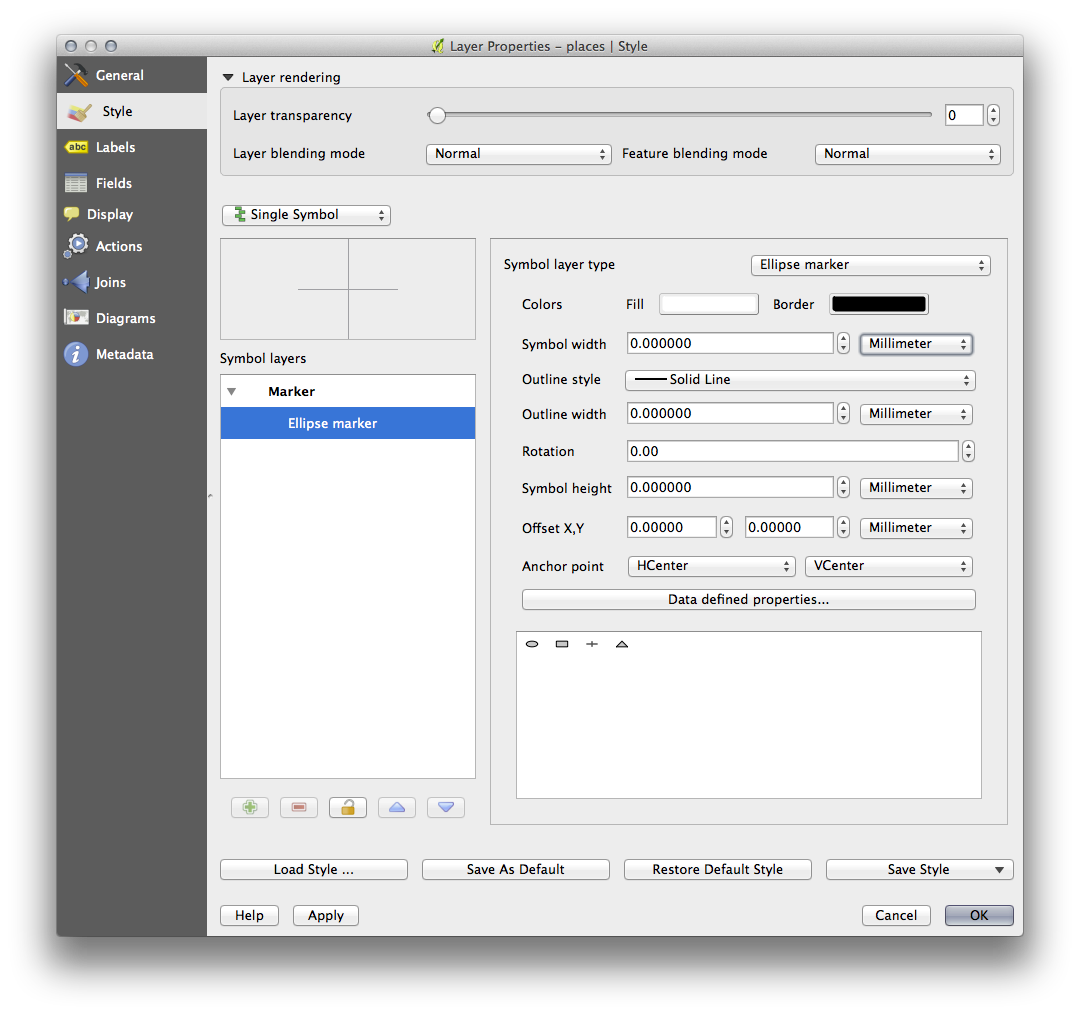 Layer Properties – places | Style
General
Style
abc Labels
Fields
Display
Actions
Joins
Diagrams
i Metadata
Layer rendering
Layer transparency 0
Layer blending mode Normal Feature blending mode Normal
Single Symbol
Symbol layers
Marker
Ellipse marker
Symbol layer type Ellipse marker
Colors Fill Border
Symbol width 0.000000 Millimeter
Outline style Solid Line
Outline width 0.000000 Millimeter
Rotation 0.00
Symbol height 0.000000 Millimeter
Offset X,Y 0.00000 0.00000 Millimeter
Anchor point HCenter VCenter
Data defined properties...
Load Style ... Save As Default Restore Default Style Save Style
Help Apply Cancel OK